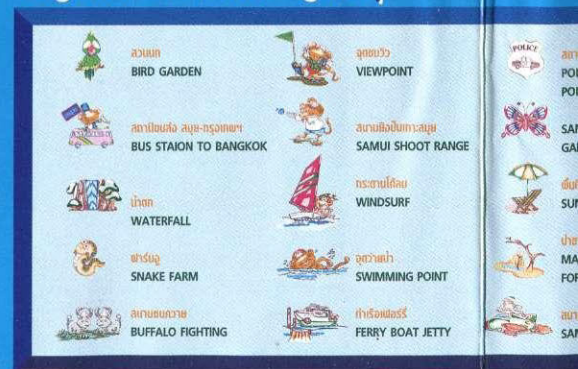 สวนนก
BIRD GARDEN
สถานีขนส่ง สมุย-กรุงเทพฯ
BUS STAION TO BANGKOK
น้ำตก
WATERFALL
ฟาร์มงู
SNAKE FARM
สนามชนควาย
BUFFALO FIGHTING
จุดชมวิว
VIEWPOINT
สนามยิงปืนเกาะสมุย
SAMUI SHOOT RANGE
กระดานโต้ลม
WINDSURF
จุดว่ายน้ำ
SWIMMING POINT
ท่าเรือเฟอร์รี่
FERRY BOAT JETTY
POLICE